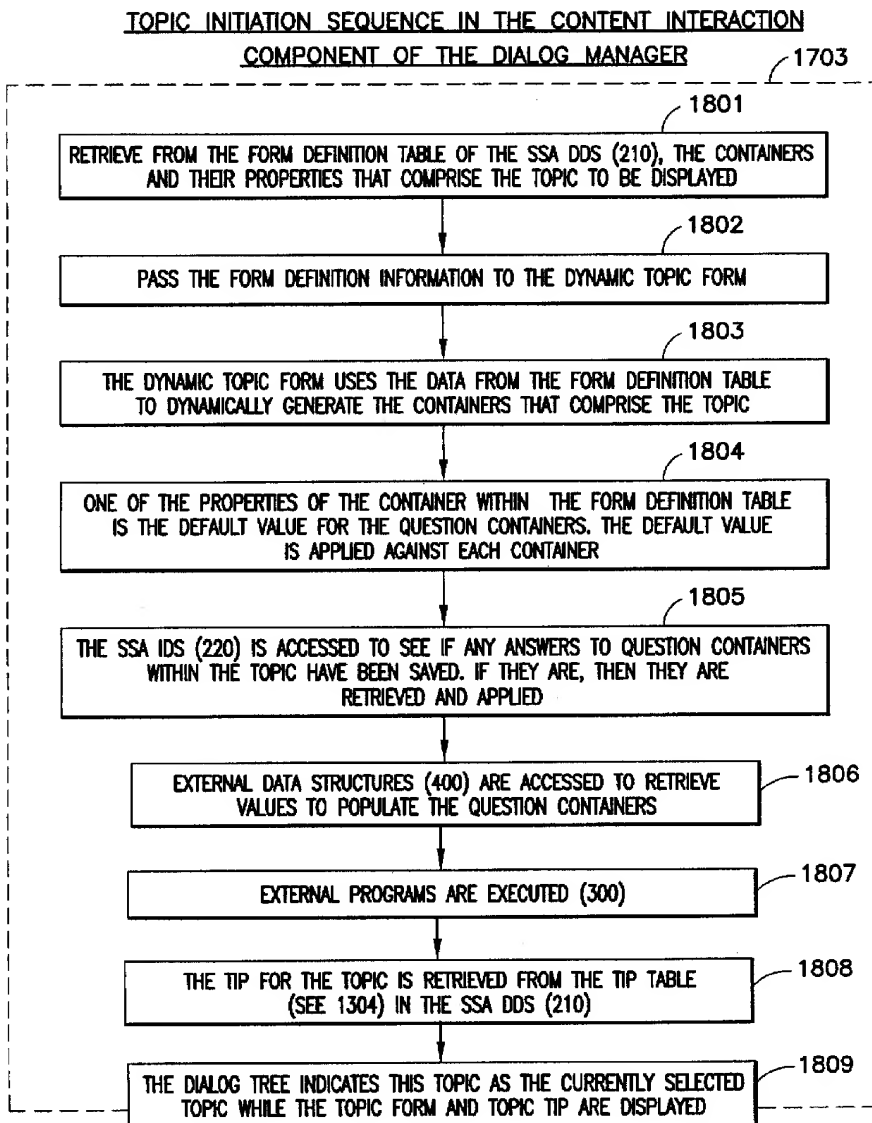 TOPIC INITIATION SEQUENCE IN THE CONTENT INTERACTION
COMPONENT OF THE DIALOG MANAGER
1703
1801
RETRIEVE FROM THE FORM DEFINITION TABLE OF THE SSA DDS (210), THE CONTAINERS
AND THEIR PROPERTIES THAT COMPRISE THE TOPIC TO BE DISPLAYED
1802
PASS THE FORM DEFINITION INFORMATION TO THE DYNAMIC TOPIC FORM
1803
THE DYNAMIC TOPIC FORM USES THE DATA FROM THE FORM DEFINITION TABLE
TO DYNAMICALLY GENERATE THE CONTAINERS THAT COMPRISE THE TOPIC
1804
ONE OF THE PROPERTIES OF THE CONTAINER WITHIN THE FORM DEFINITION TABLE
IS THE DEFAULT VALUE FOR THE QUESTION CONTAINERS. THE DEFAULT VALUE
IS APPLIED AGAINST EACH CONTAINER
1805
THE SSA IDS (220) IS ACCESSED TO SEE IF ANY ANSWERS TO QUESTION CONTAINERS
WITHIN THE TOPIC HAVE BEEN SAVED. IF THEY ARE, THEN THEY ARE
RETRIEVED AND APPLIED
1806
EXTERNAL DATA STRUCTURES (400) ARE ACCESSED TO RETRIEVE
VALUES TO POPULATE THE QUESTION CONTAINERS
1807
EXTERNAL PROGRAMS ARE EXECUTED (300)
1808
THE TIP FOR THE TOPIC IS RETRIEVED FROM THE TIP TABLE
(SEE 1304) IN THE SSA DDS (210)
1809
THE DIALOG TREE INDICATES THIS TOPIC AS THE CURRENTLY SELECTED
TOPIC WHILE THE TOPIC FORM AND TOPIC TIP ARE DISPLAYED